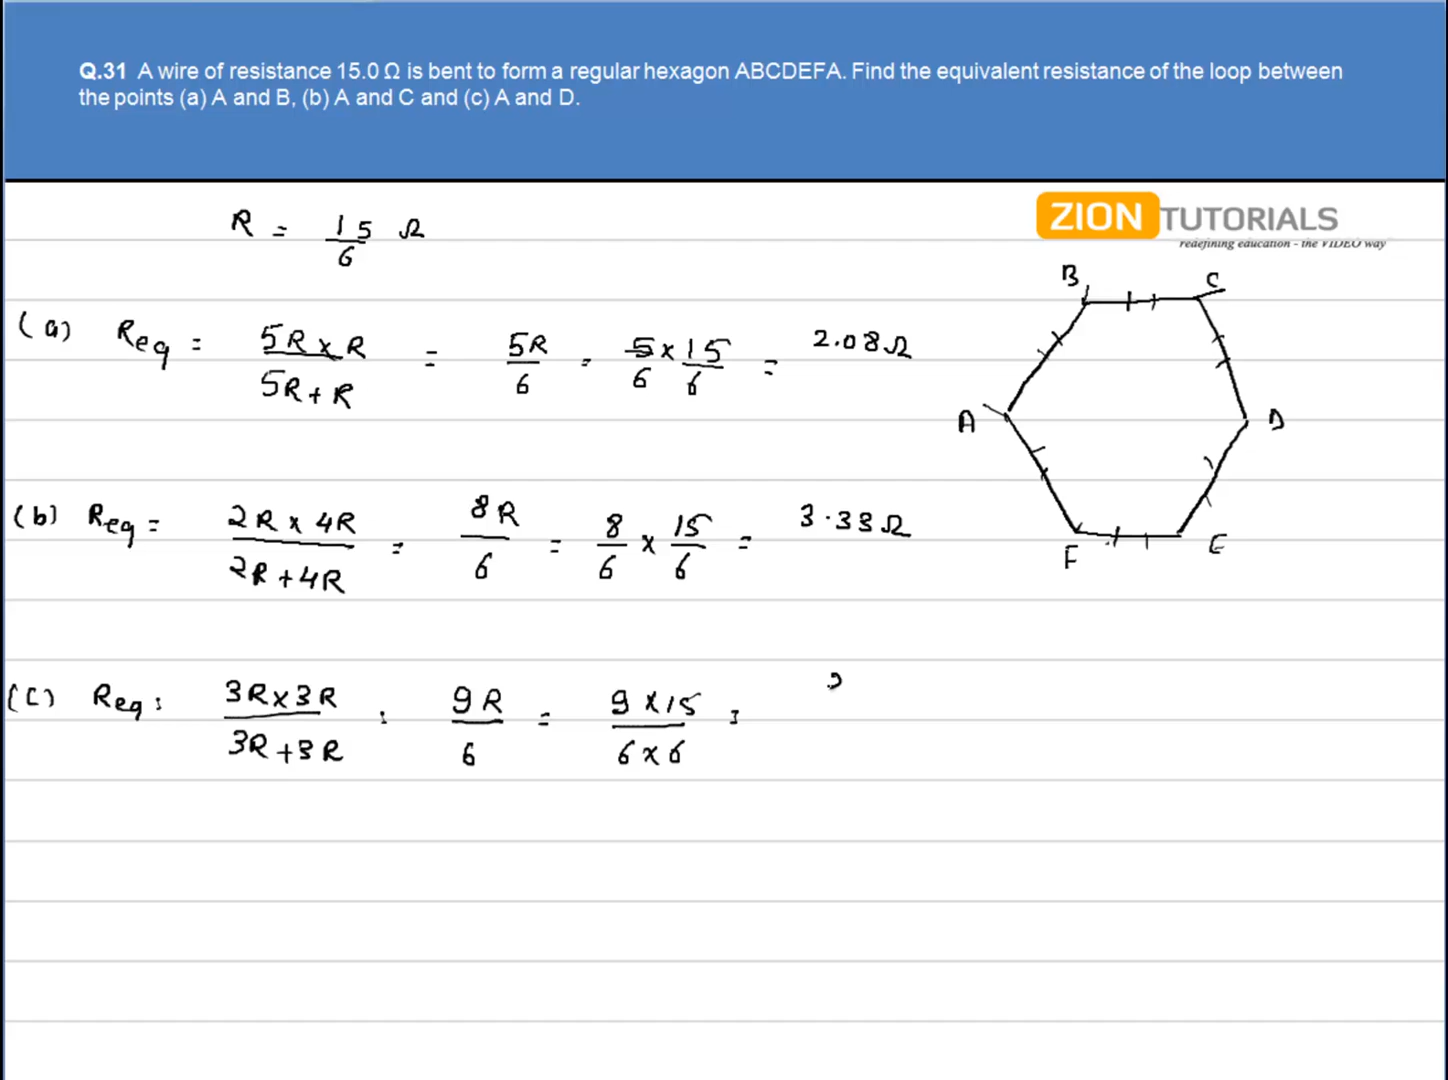 Q.31 A wire of resistance 15.0 Ω is bent to form a regular hexagon ABCDEFA. Find the equivalent resistance of the loop between
the points (a) A and B, (b) A and C and (c) A and D.
ZION TUTORIALS
redefining education - the VIDEO way
R = 15/6 Ω
(a) Req = 5R x R / 5R + R = 5R/6 = 5/6 x 15/6 = 2.08 Ω
(b) Req = 2R x 4R / 2R + 4R = 8R/6 = 8/6 x 15/6 = 3.33 Ω
(c) Req = 3R x 3R / 3R + 3R = 9R/6 = 9 x 15 / 6 x 6 =
B C
A D
F E